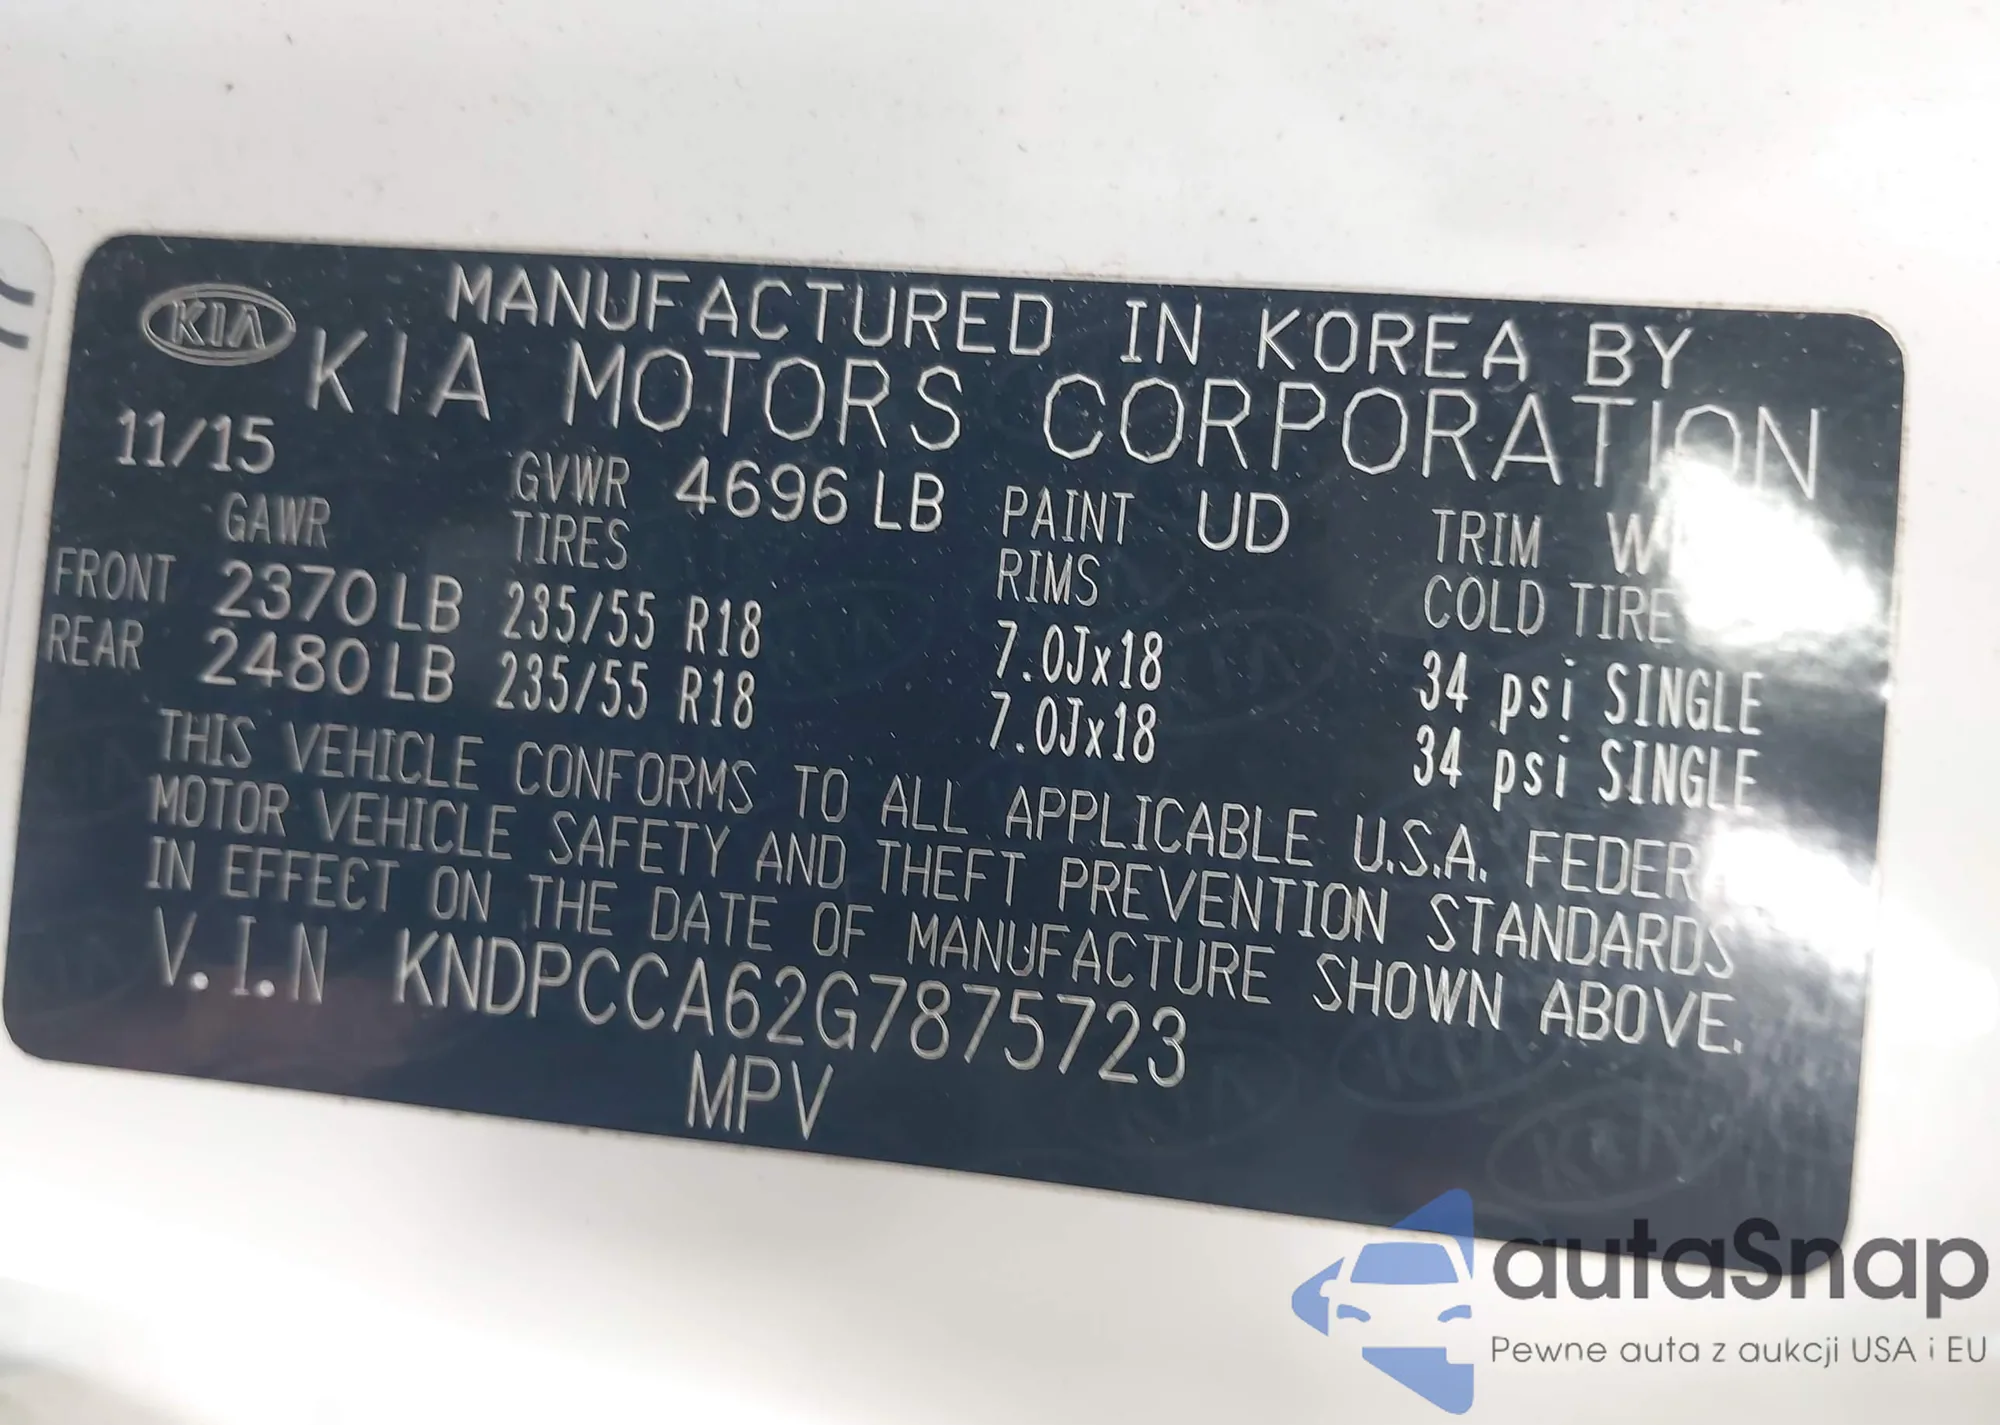 KIA
MANUFACTURED IN KOREA BY
KIA MOTORS CORPORATION
11/15 GVWR 4696 LB PAINT UD TRIM
GAWR TIRES RIMS COLD TIRE
FRONT 2370 LB 235/55 R18 7.0Jx18 34 psi SINGLE
REAR 2480 LB 235/55 R18 7.0Jx18 34 psi SINGLE
THIS VEHICLE CONFORMS TO ALL APPLICABLE U.S.A. FEDER
MOTOR VEHICLE SAFETY AND THEFT PREVENTION STANDARDS
IN EFFECT ON THE DATE OF MANUFACTURE SHOWN ABOVE.
V.I.N KNDPCCA62G7875723
MPV
autaSnap
Pewne auta z aukcji USA i EU